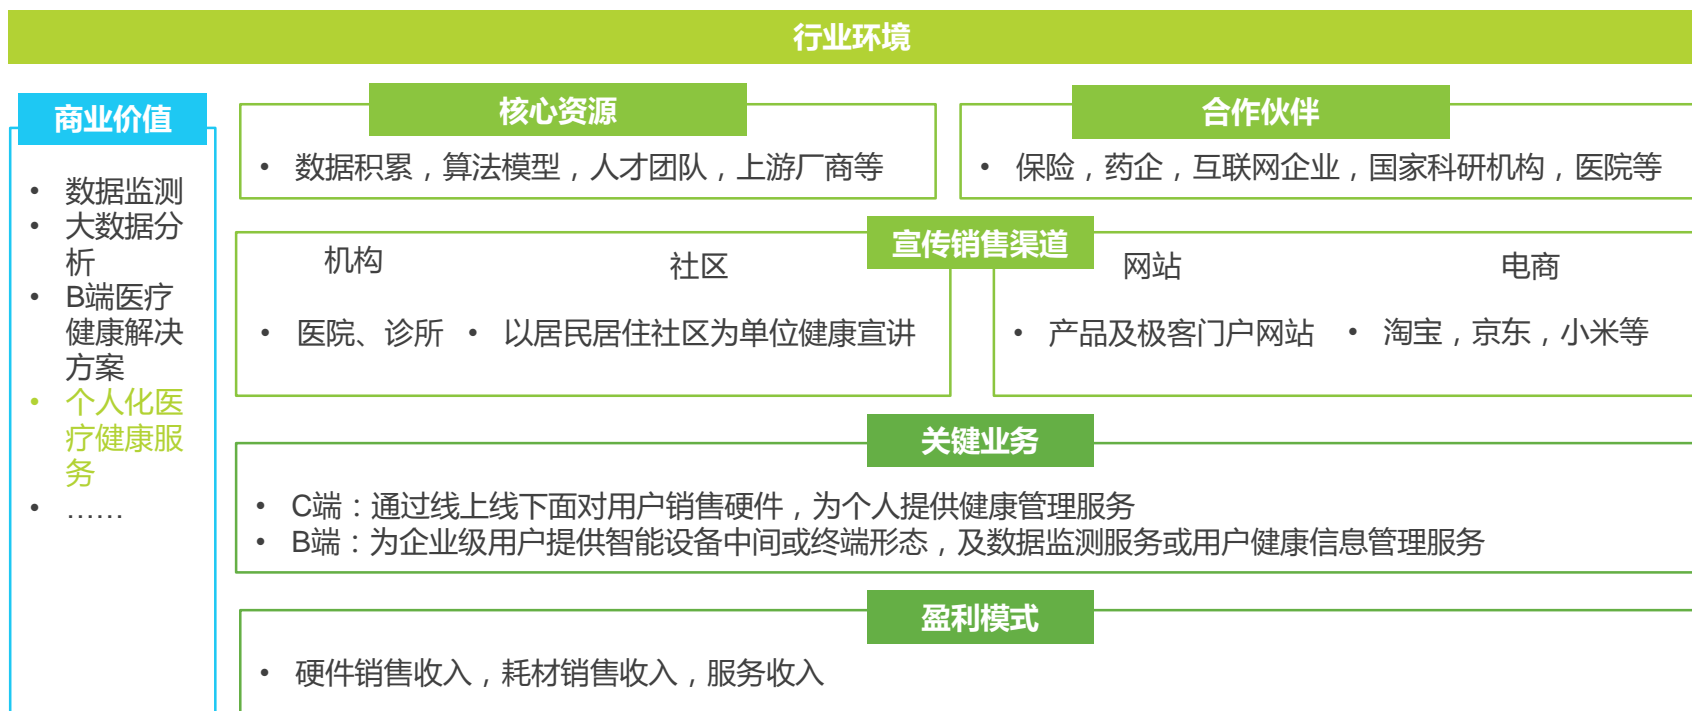 行业环境
商业价值
• 数据监测
• 大数据分
析
• B端医疗
健康解决
方案
• 个人化医
疗健康服
务
• ……
核心资源
• 数据积累，算法模型，人才团队，上游厂商等
合作伙伴
• 保险，药企，互联网企业，国家科研机构，医院等
宣传销售渠道
机构
• 医院、诊所
社区
• 以居民居住社区为单位健康宣讲
网站
• 产品及极客门户网站
电商
• 淘宝，京东，小米等
关键业务
• C端：通过线上线下面对用户销售硬件，为个人提供健康管理服务
• B端：为企业级用户提供智能设备中间或终端形态，及数据监测服务或用户健康信息管理服务
盈利模式
• 硬件销售收入，耗材销售收入，服务收入